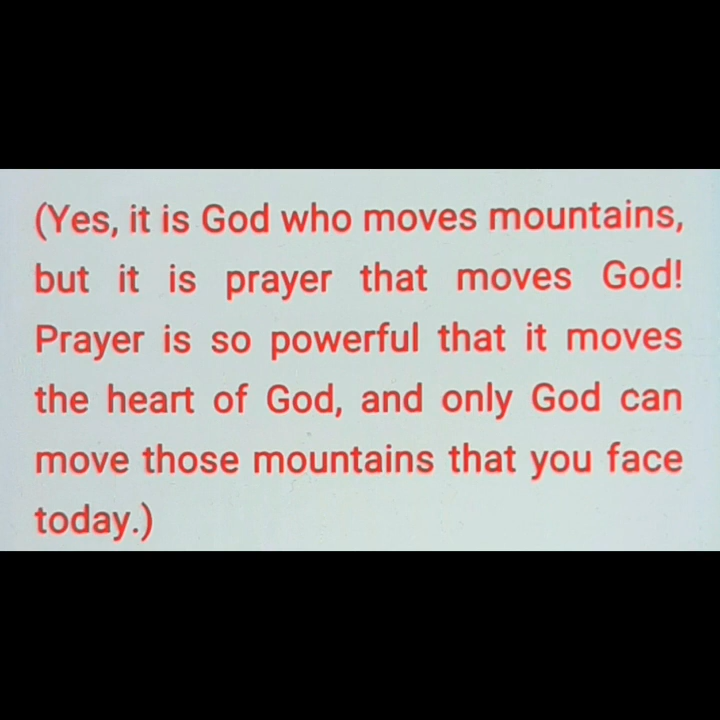 (Yes, it is God who moves mountains,
but it is prayer that moves God!
Prayer is so powerful that it moves
the heart of God, and only God can
move those mountains that you face
today.)